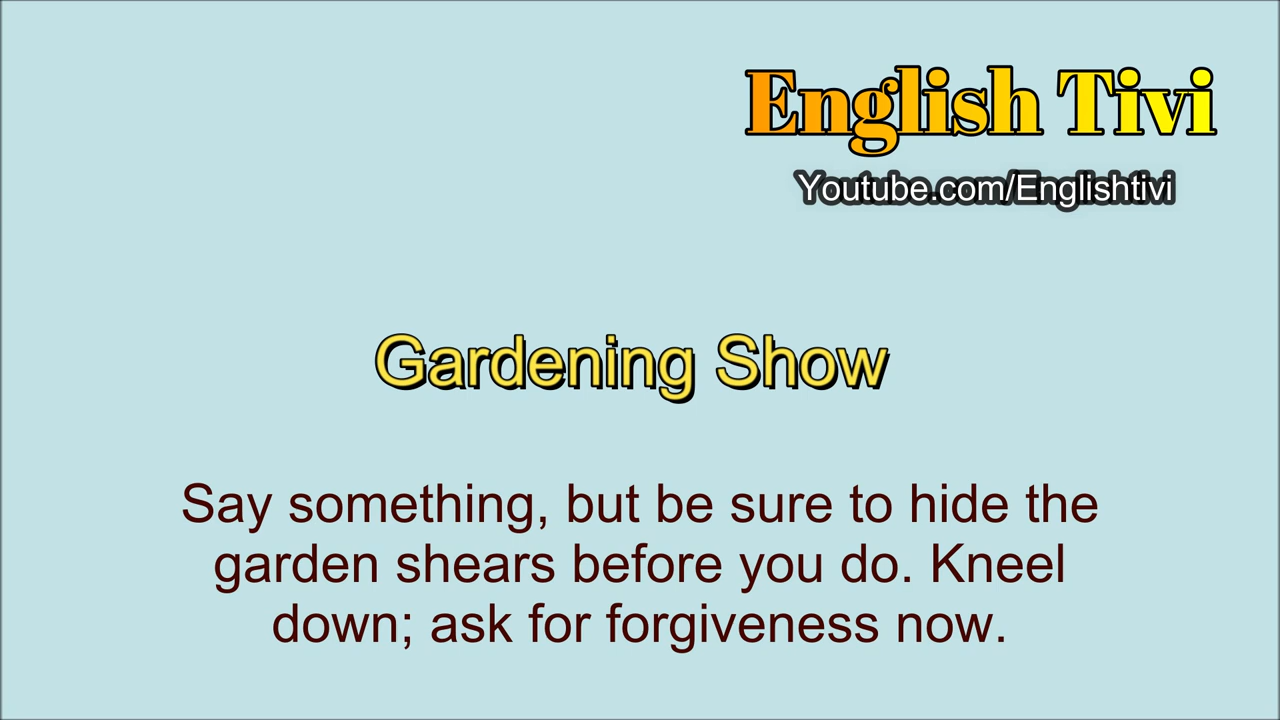 English Tivi
Youtube.com/Englishtivi
Gardening Show
Say something, but be sure to hide the
garden shears before you do. Kneel
down; ask for forgiveness now.